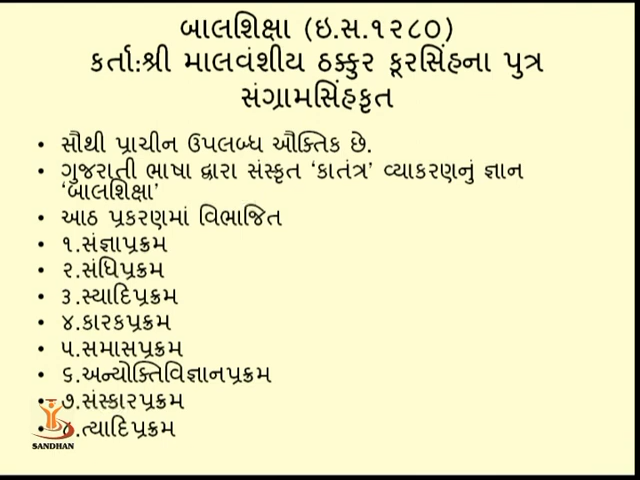 બાલશિક્ષા (ઇ.સ.૧૨૮૦)
કર્તા:શ્રી માલવંશીય ઠક્કુર કૂરસિંહના પુત્ર
સંગ્રામસિંહકૃત
• સૌથી પ્રાચીન ઉપલબ્ધ ઔક્તિક છે.
• ગુજરાતી ભાષા દ્વારા સંસ્કૃત ‘કાતંત્ર’ વ્યાકરણનું જ્ઞાન
‘બાલશિક્ષા’
• આઠ પ્રકરણમાં વિભાજિત
• ૧.સંજ્ઞાપ્રક્રમ
• ૨.સંધિપ્રક્રમ
• ૩.સ્યાદિપ્રક્રમ
• ૪.કારકપ્રક્રમ
• ૫.સમાસપ્રક્રમ
• ૬.અન્યોક્તિવિજ્ઞાનપ્રક્રમ
• ૭.સંસ્કારપ્રક્રમ
• ૮.ત્યાદિપ્રક્રમ
SANDHAN